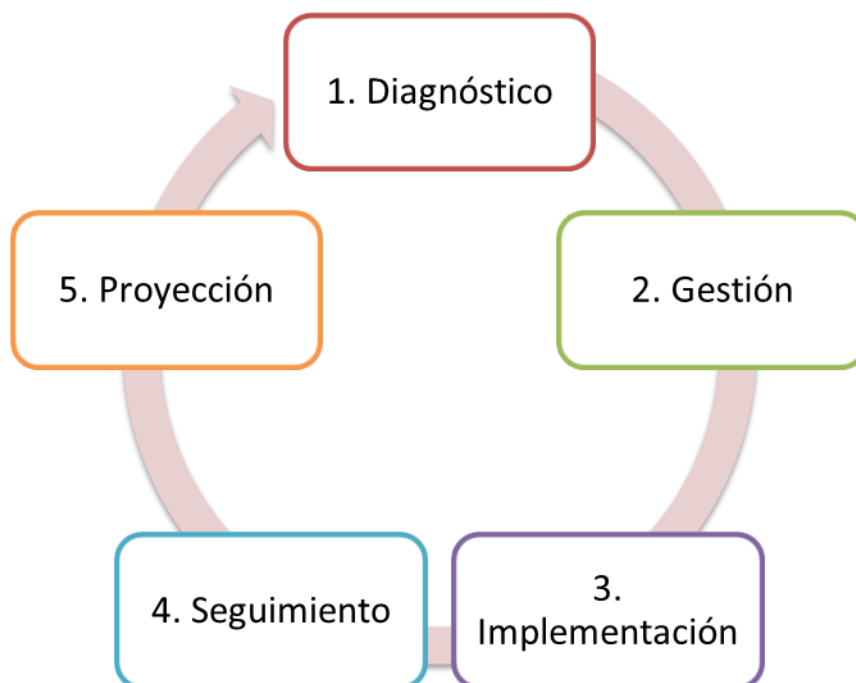 1. Diagnóstico
2. Gestión
3.
Implementación
4. Seguimiento
5. Proyección